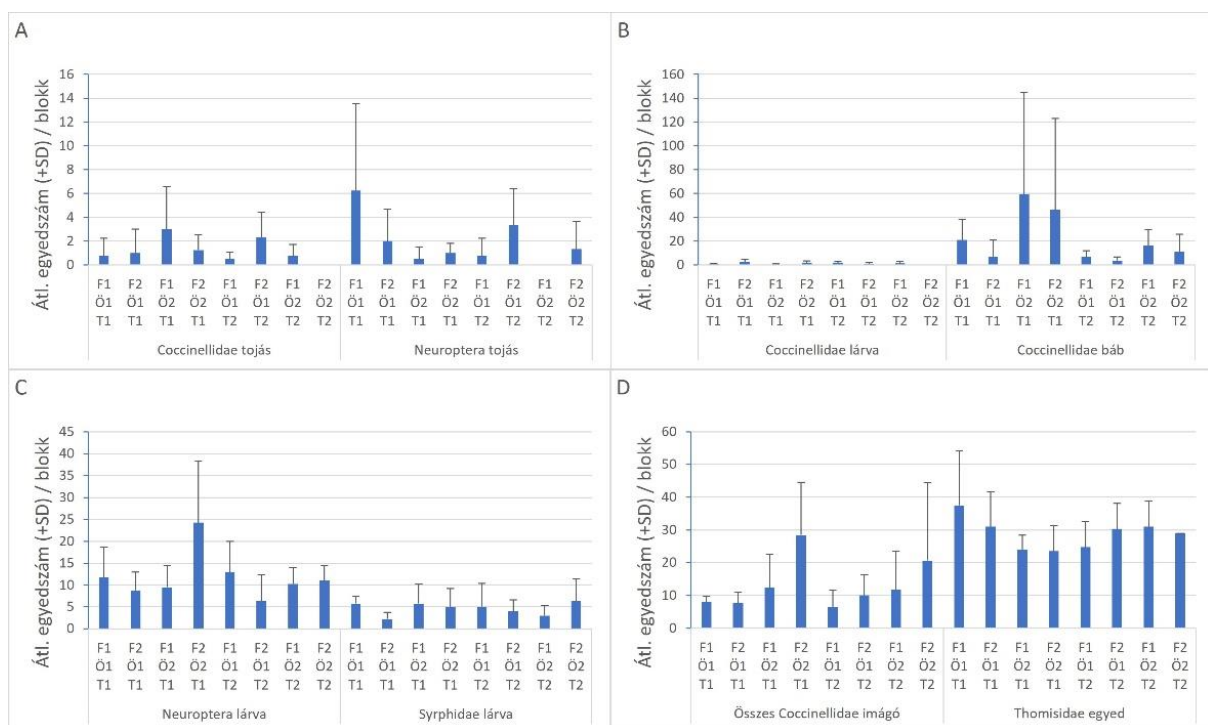 A
Átl. egyedszám (+SD) / blokk
16
14
12
10
8
6
4
2
0
F1 F2 F1 F2 F1 F2 F1 F2 F1 F2 F1 F2 F1 F2 F1 F2
Ö1 Ö1 Ö2 Ö2 Ö1 Ö1 Ö2 Ö2 Ö1 Ö1 Ö2 Ö2 Ö1 Ö1 Ö2 Ö2
T1 T1 T1 T1 T2 T2 T2 T2 T1 T1 T1 T1 T2 T2 T2 T2
Coccinellidae tojás Neuroptera tojás
B
Átl. egyedszám (+SD) / blokk
160
140
120
100
80
60
40
20
0
F1 F2 F1 F2 F1 F2 F1 F2 F1 F2 F1 F2 F1 F2 F1 F2
Ö1 Ö1 Ö2 Ö2 Ö1 Ö1 Ö2 Ö2 Ö1 Ö1 Ö2 Ö2 Ö1 Ö1 Ö2 Ö2
T1 T1 T1 T1 T2 T2 T2 T2 T1 T1 T1 T1 T2 T2 T2 T2
Coccinellidae lárva Coccinellidae báb
C
Átl. egyedszám (+SD) / blokk
45
40
35
30
25
20
15
10
5
0
F1 F2 F1 F2 F1 F2 F1 F2 F1 F2 F1 F2 F1 F2 F1 F2
Ö1 Ö1 Ö2 Ö2 Ö1 Ö1 Ö2 Ö2 Ö1 Ö1 Ö2 Ö2 Ö1 Ö1 Ö2 Ö2
T1 T1 T1 T1 T2 T2 T2 T2 T1 T1 T1 T1 T2 T2 T2 T2
Neuroptera lárva Syrphidae lárva
D
Átl. egyedszám (+SD) / blokk
60
50
40
30
20
10
0
F1 F2 F1 F2 F1 F2 F1 F2 F1 F2 F1 F2 F1 F2 F1 F2
Ö1 Ö1 Ö2 Ö2 Ö1 Ö1 Ö2 Ö2 Ö1 Ö1 Ö2 Ö2 Ö1 Ö1 Ö2 Ö2
T1 T1 T1 T1 T2 T2 T2 T2 T1 T1 T1 T1 T2 T2 T2 T2
Összes Coccinellidae imágó Thomisidae egyed